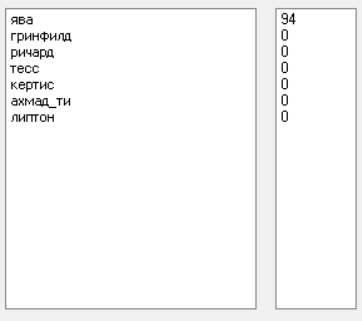 ява 94
гринфилд 0
ричард 0
тесс 0
кертис 0
ахмад_ти 0
липтон 0